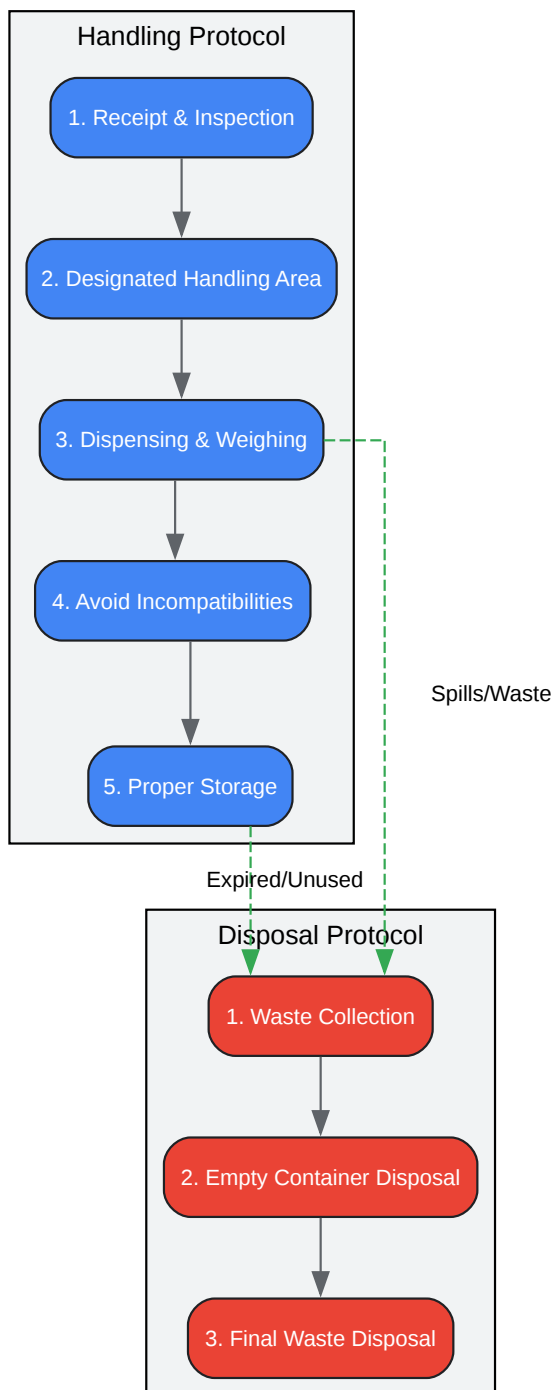 Handling Protocol
1. Receipt & Inspection
2. Designated Handling Area
3. Dispensing & Weighing
4. Avoid Incompatibilities
Spills/Waste
5. Proper Storage
Expired/Unused
Disposal Protocol
1. Waste Collection
2. Empty Container Disposal
3. Final Waste Disposal